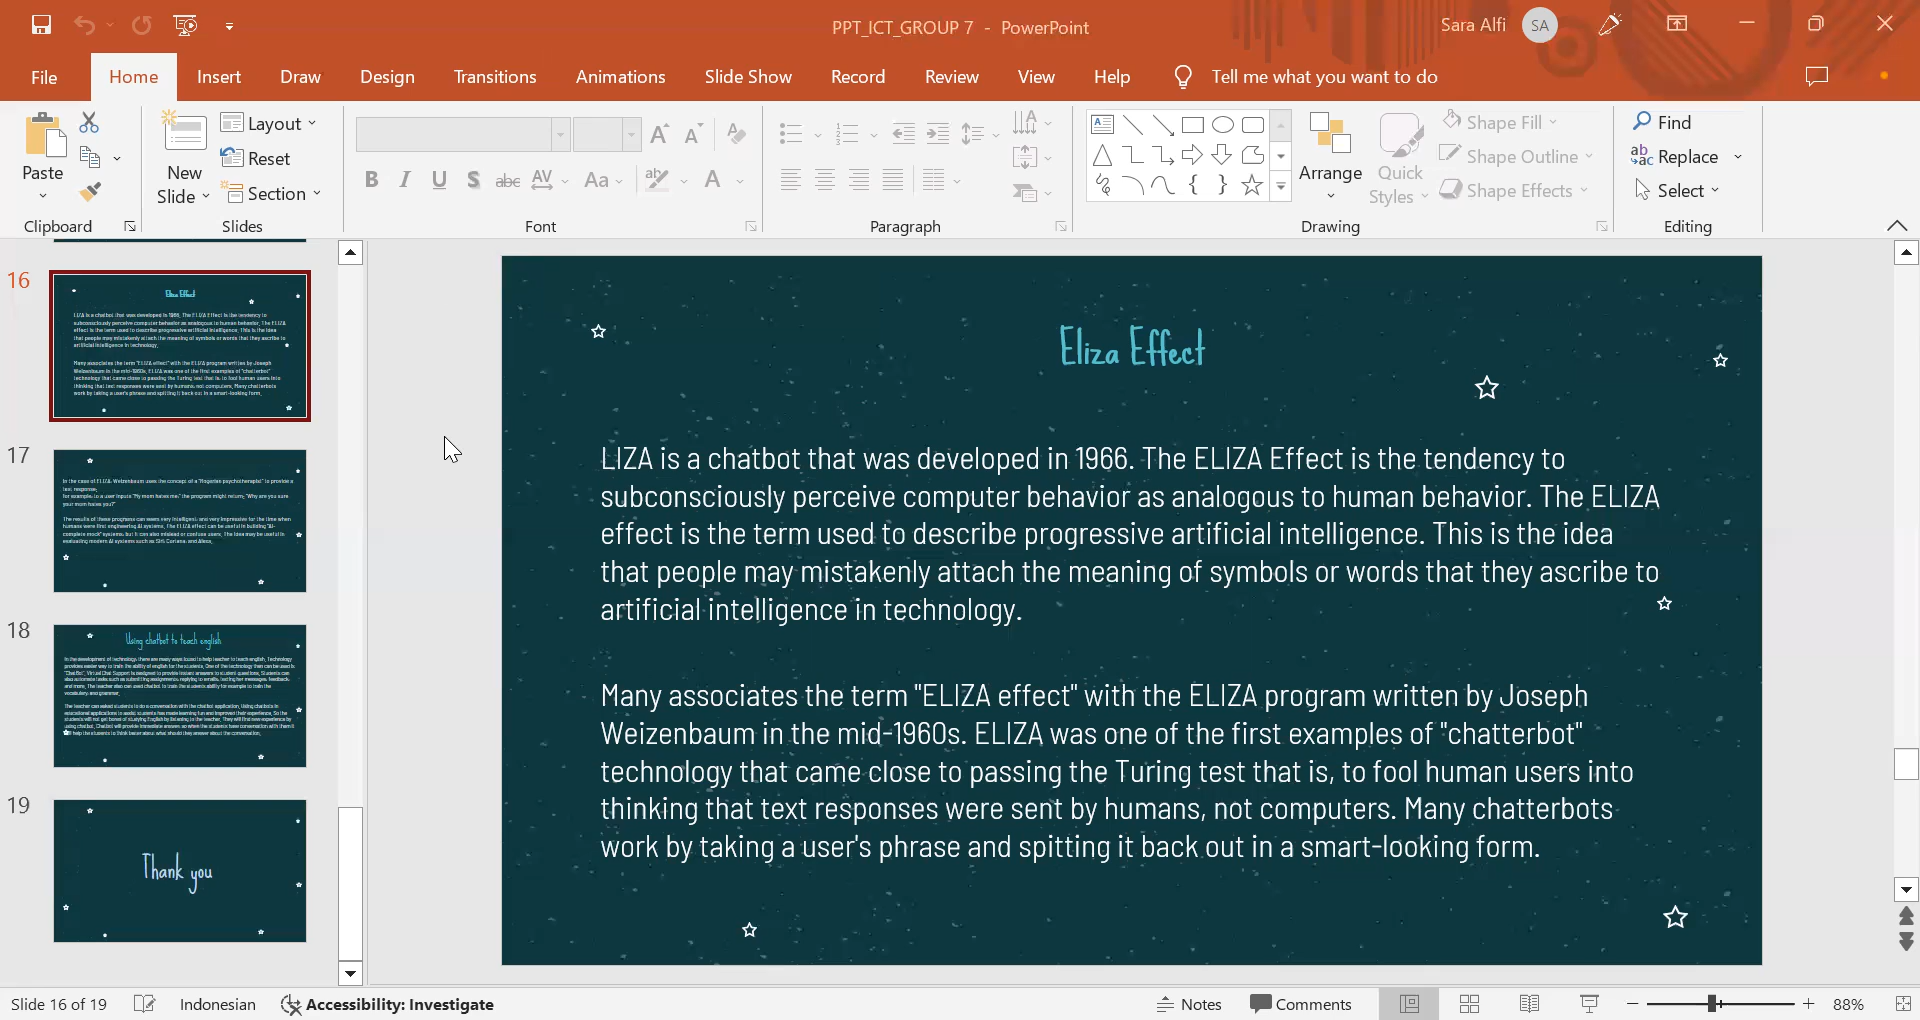 PPT_ICT_GROUP 7 - PowerPoint
Sara Alfi
SA
File
Home
Insert
Draw
Design
Transitions
Animations
Slide Show
Record
Review
View
Help
Tell me what you want to do
Paste
Clipboard
New
Slide
Layout
Reset
Section
Slides
B I U S abc AV Aa A
Font
Paragraph
Arrange
Quick
Styles
Shape Fill
Shape Outline
Shape Effects
Drawing
Find
Replace
Select
Editing
16
Eliza Effect
17
18
Using chatbot to teach english
19
Thank you
Eliza Effect
LIZA is a chatbot that was developed in 1966. The ELIZA Effect is the tendency to
subconsciously perceive computer behavior as analogous to human behavior. The ELIZA
effect is the term used to describe progressive artificial intelligence. This is the idea
that people may mistakenly attach the meaning of symbols or words that they ascribe to
artificial intelligence in technology.
Many associates the term "ELIZA effect" with the ELIZA program written by Joseph
Weizenbaum in the mid-1960s. ELIZA was one of the first examples of "chatterbot"
technology that came close to passing the Turing test that is, to fool human users into
thinking that text responses were sent by humans, not computers. Many chatterbots
work by taking a user's phrase and spitting it back out in a smart-looking form.
Slide 16 of 19
Indonesian
Accessibility: Investigate
Notes
Comments
88%